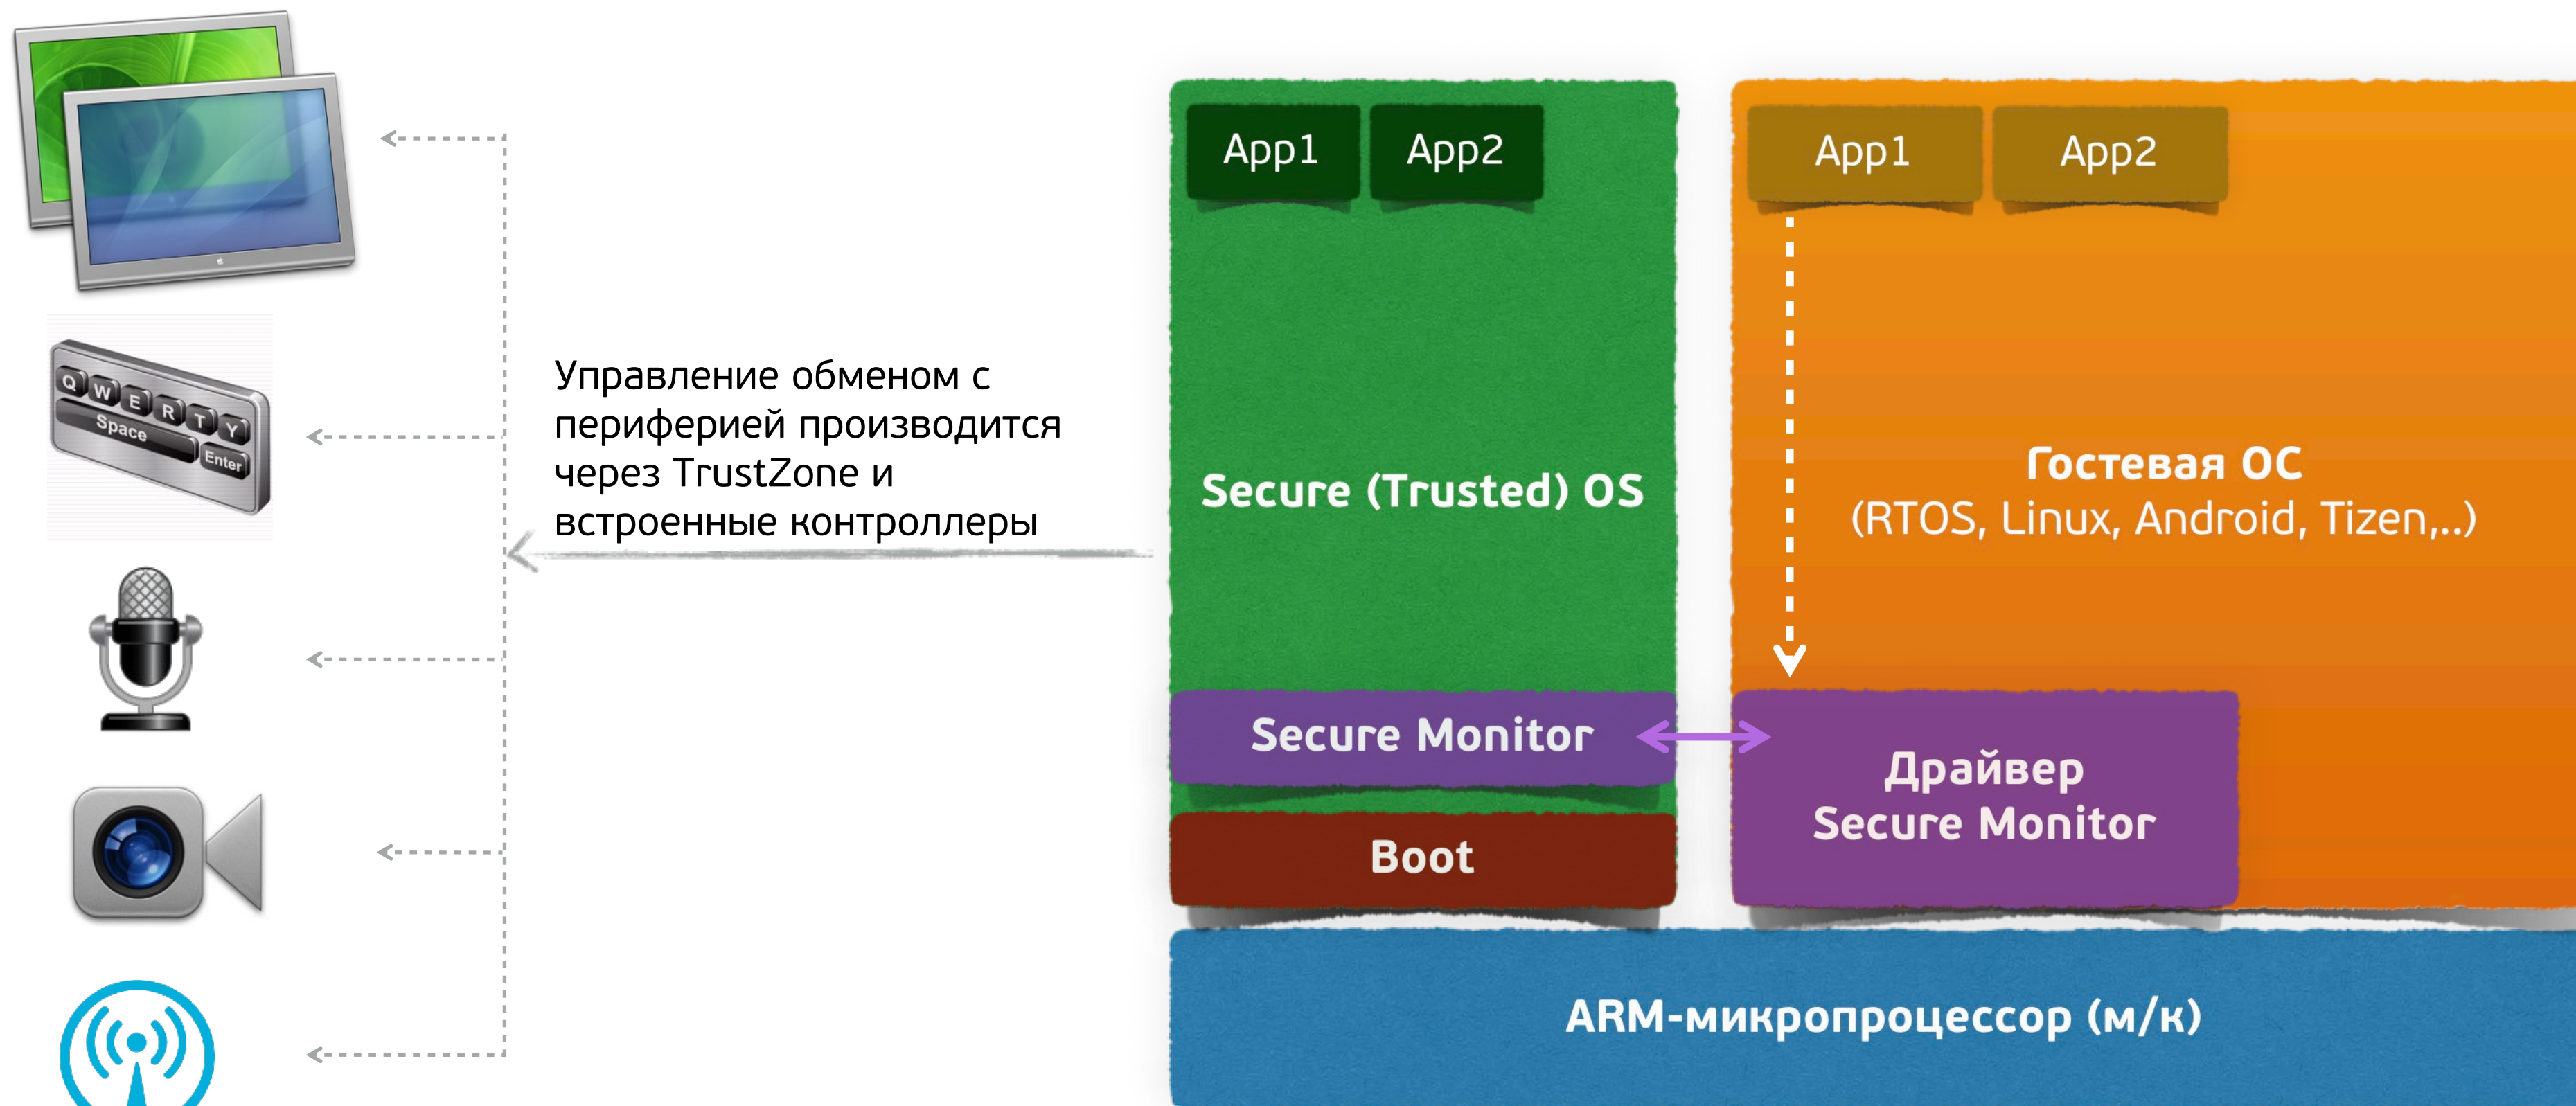 App1
App2
App1
App2
Q W E R T Y
Space
Enter
Управление обменом с
периферией производится
через TrustZone и
встроенные контроллеры
Secure (Trusted) OS
Гостевая ОС
(RTOS, Linux, Android, Tizen,..)
Secure Monitor
Драйвер
Secure Monitor
Boot
ARM-микропроцессор (м/к)